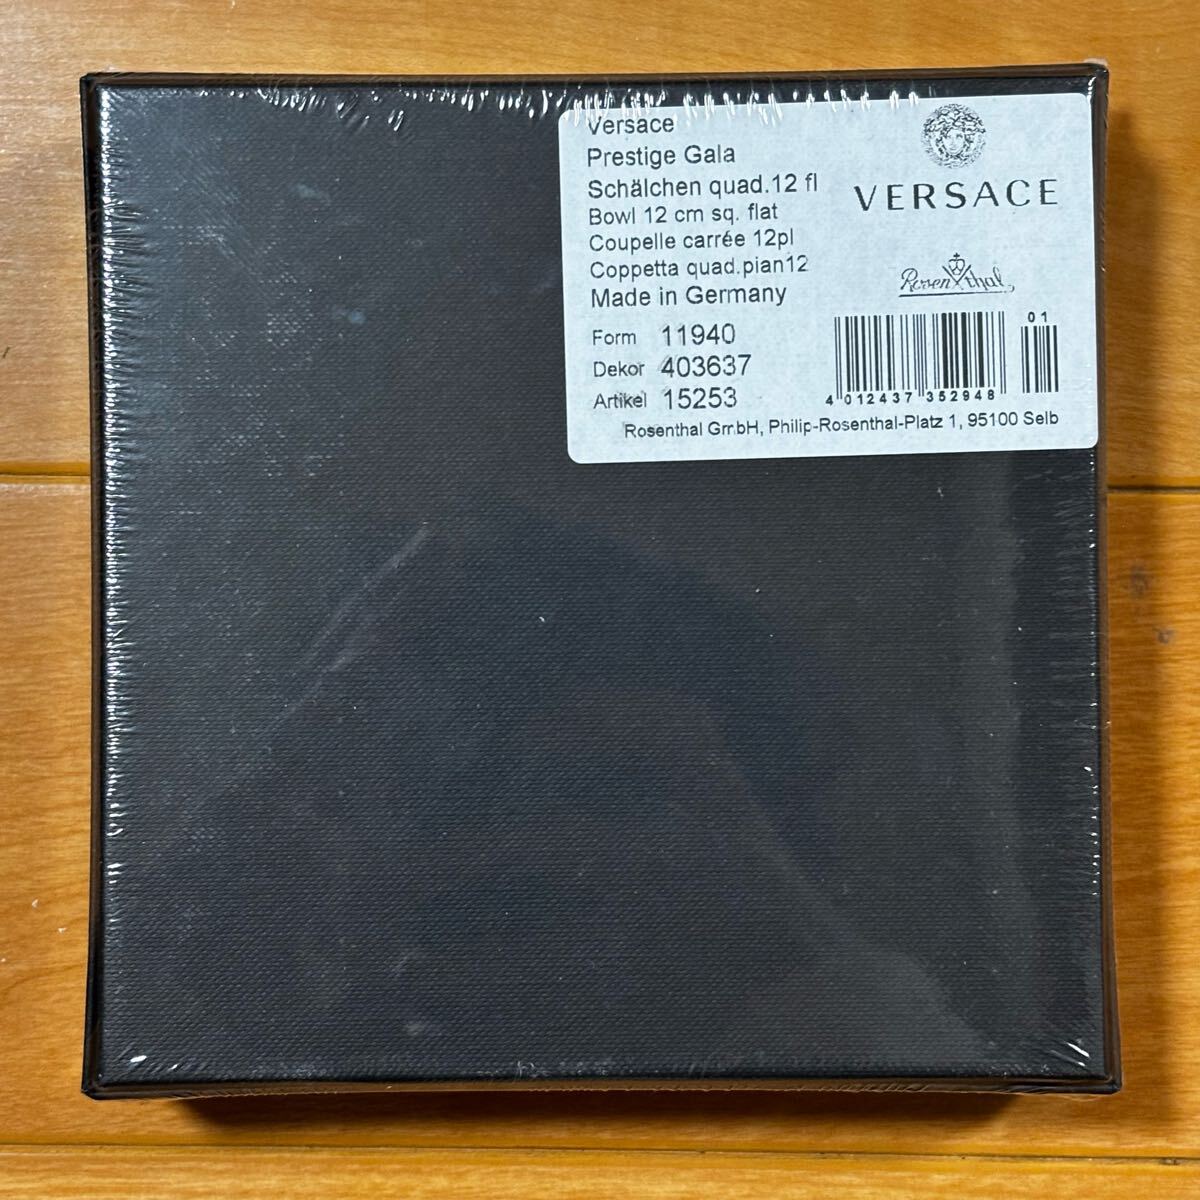 Versace
Prestige Gala
Schälchen quad.12 fl
Bowl 12 cm sq. flat
Coupelle carrée 12pl
Coppetta quad.pian12
Made in Germany
Form 11940
Dekor 403637
Artikel 15253
VERSACE
Rosenthal
01
4 012437 352948
Rosenthal GmbH, Philip-Rosenthal-Platz 1, 95100 Selb